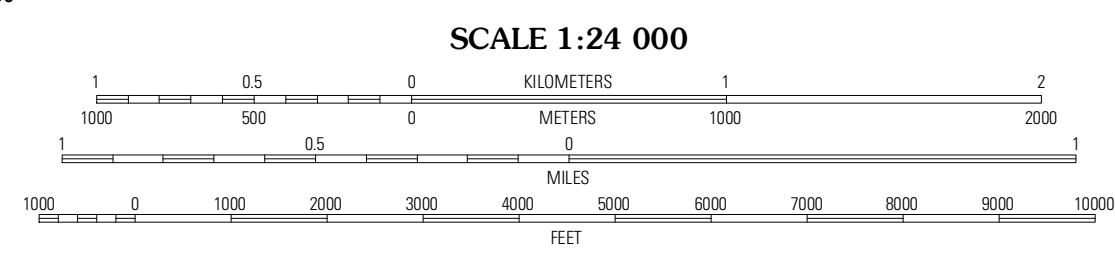 SCALE 1:24 000
1 0.5 0 KILOMETERS 1 2
1000 500 0 METERS 1000 2000
1 0.5 0 1
MILES
1000 0 1000 2000 3000 4000 5000 6000 7000 8000 9000 10000
FEET